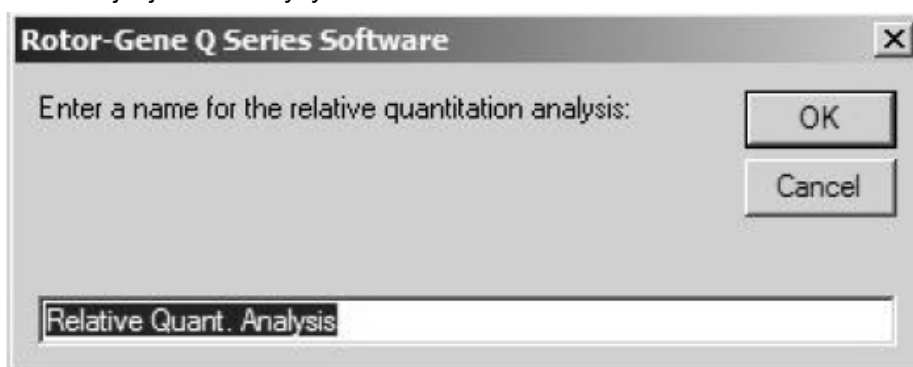 Rotor-Gene Q Series Software
Enter a name for the relative quantitation analysis:
OK
Cancel
Relative Quant. Analysis